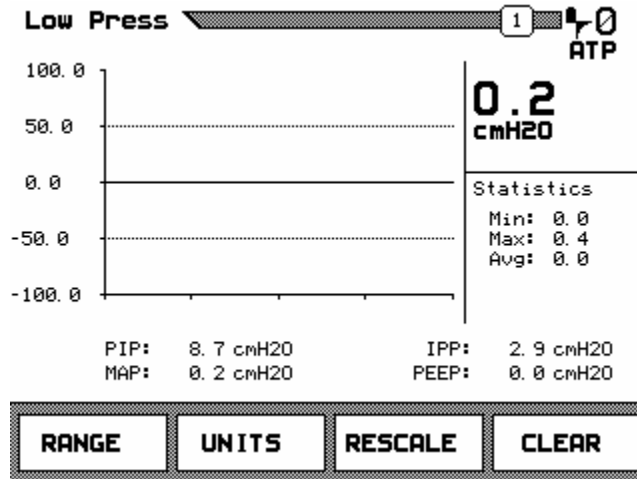 Low Press
1
0
ATP
100.0
50.0
0.0
-50.0
-100.0
0.2
cmH2O
Statistics
Min: 0.0
Max: 0.4
Avg: 0.0
PIP: 8.7 cmH2O IPP: 2.9 cmH2O
MAP: 0.2 cmH2O PEEP: 0.0 cmH2O
RANGE UNITS RESCALE CLEAR